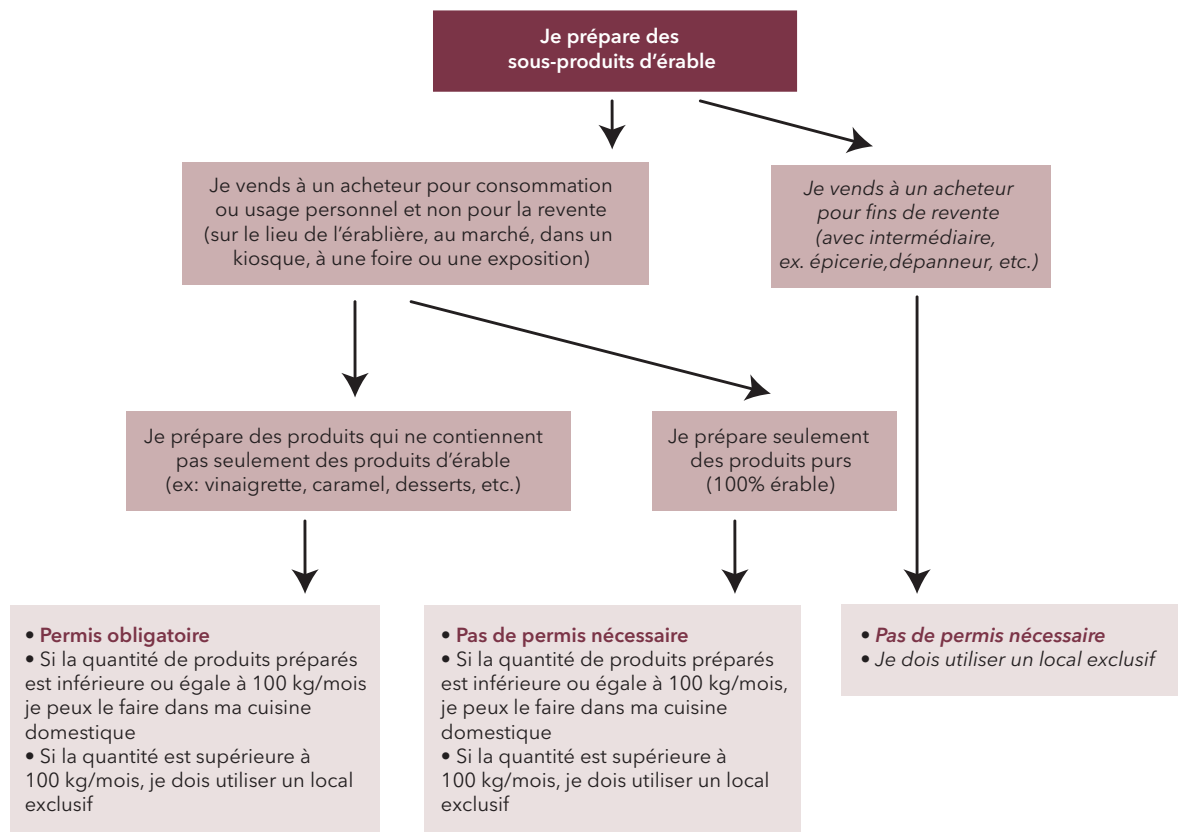 Je prépare des
sous-produits d’érable
Je vends à un acheteur pour consommation
ou usage personnel et non pour la revente
(sur le lieu de l’érablière, au marché, dans un
kiosque, à une foire ou une exposition)
Je vends à un acheteur
pour fins de revente
(avec intermédiaire,
ex. épicerie,dépanneur, etc.)
Je prépare des produits qui ne contiennent
pas seulement des produits d’érable
(ex: vinaigrette, caramel, desserts, etc.)
Je prépare seulement
des produits purs
(100% érable)
• Permis obligatoire
• Si la quantité de produits préparés
est inférieure ou égale à 100 kg/mois
je peux le faire dans ma cuisine
domestique
• Si la quantité est supérieure à
100 kg/mois, je dois utiliser un local
exclusif
• Pas de permis nécessaire
• Si la quantité de produits préparés
est inférieure ou égale à 100 kg/mois,
je peux le faire dans ma cuisine
domestique
• Si la quantité est supérieure à
100 kg/mois, je dois utiliser un local
exclusif
• Pas de permis nécessaire
• Je dois utiliser un local exclusif